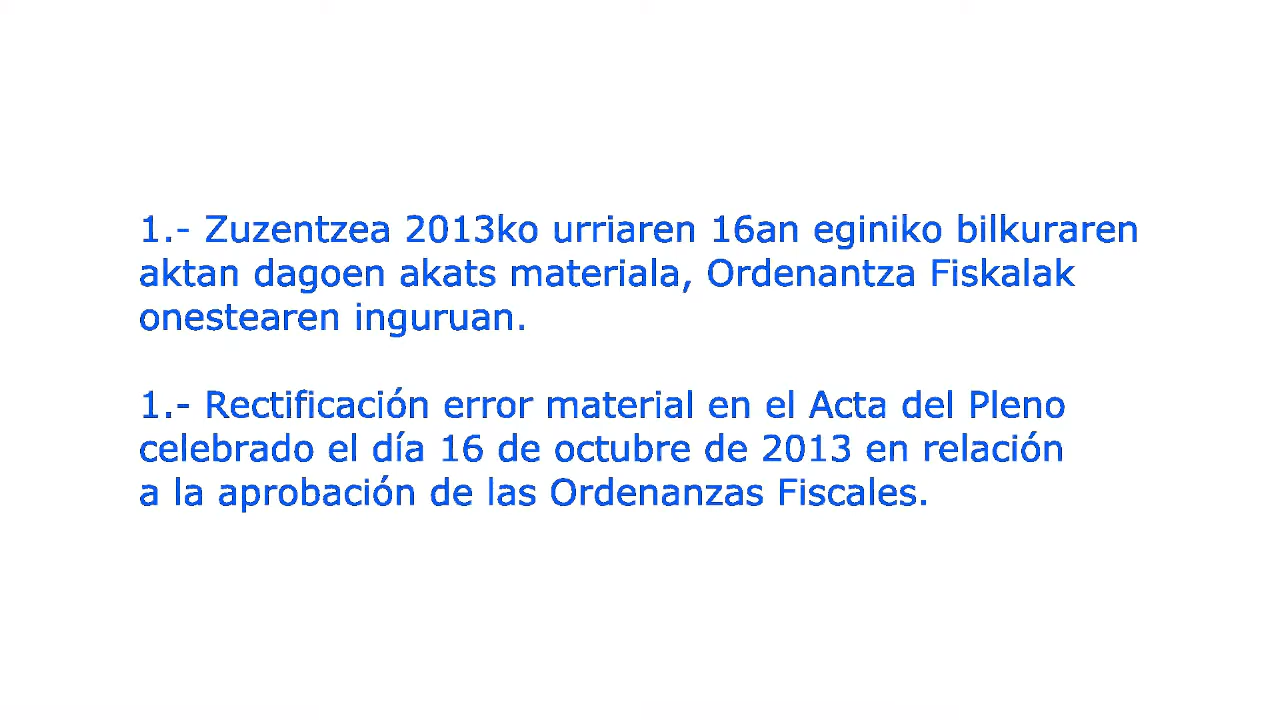 1.- Zuzentzea 2013ko urriaren 16an eginiko bilkuraren
aktan dagoen akats materiala, Ordenantza Fiskalak
onestearen inguruan.
1.- Rectificación error material en el Acta del Pleno
celebrado el día 16 de octubre de 2013 en relación
a la aprobación de las Ordenanzas Fiscales.